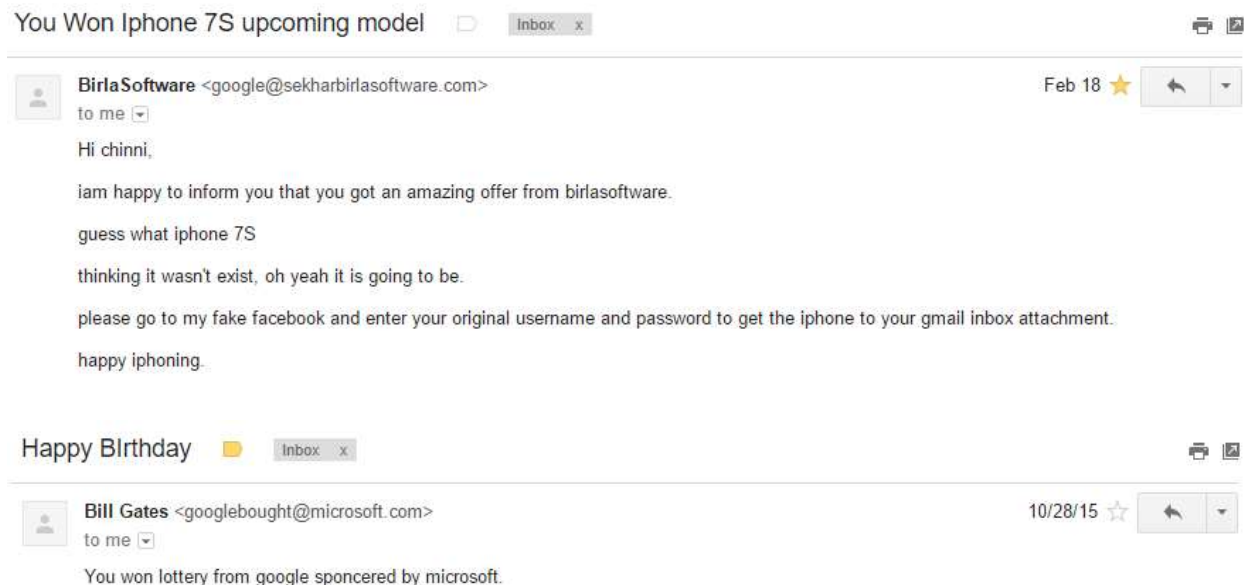 You Won Iphone 7S upcoming model Inbox x
BirlaSoftware <google@sekharbirlasoftware.com> Feb 18
to me
Hi chinni,
iam happy to inform you that you got an amazing offer from birlasoftware.
guess what iphone 7S
thinking it wasn't exist, oh yeah it is going to be.
please go to my fake facebook and enter your original username and password to get the iphone to your gmail inbox attachment.
happy iphoning.
Happy BIrthday Inbox x
Bill Gates <googlebought@microsoft.com> 10/28/15
to me
You won lottery from google sponcered by microsoft.